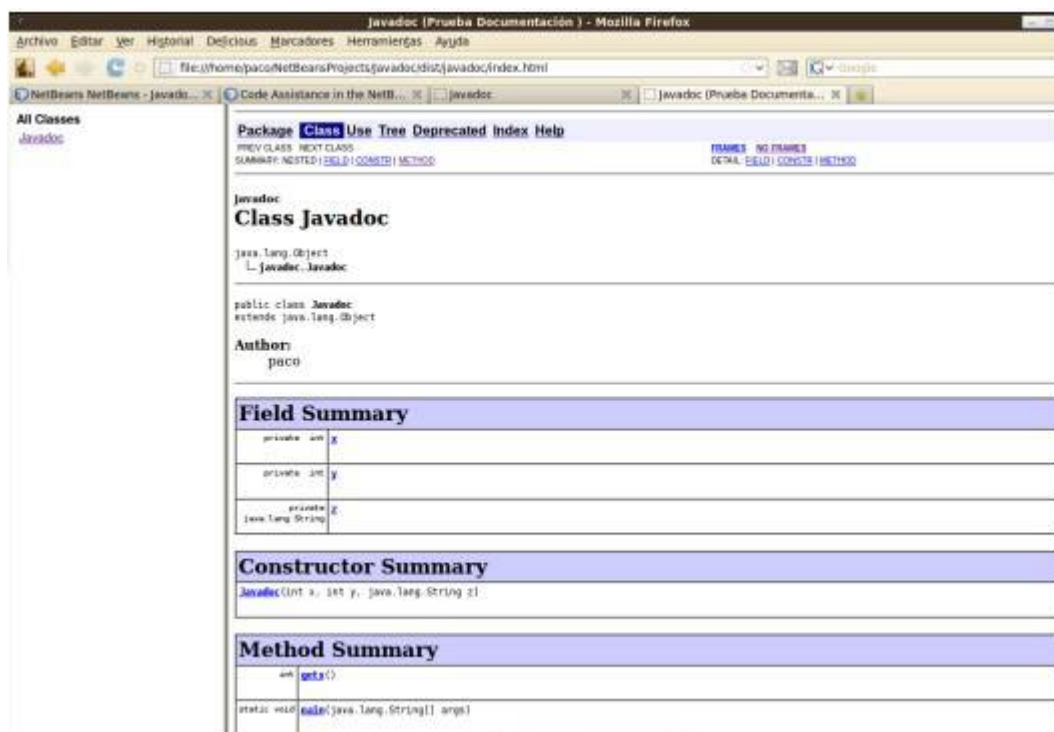 Javadoc (Prueba Documentación ) - Mozilla Firefox
Archivo Editar Ver Historial Delicious Marcadores Herramientas Ayuda
file:///home/paco/NetBeansProjects/javadoc/dist/javadoc/index.html
Google
NetBeans NetBeans - Javado...
Code Assistance in the NetB...
Javadoc
Javadoc (Prueba Documenta...
All Classes
Javadoc
Package Class Use Tree Deprecated Index Help
PREV CLASS NEXT CLASS
FRAMES NO FRAMES
SUMMARY: NESTED | FIELD | CONSTR | METHOD
DETAIL: FIELD | CONSTR | METHOD
javadoc
Class Javadoc
java.lang.Object
javadoc.Javadoc
public class Javadoc
extends java.lang.Object
Author:
paco
Field Summary
private int x
private int y
private java.lang.String z
Constructor Summary
Javadoc(int x, int y, java.lang.String z)
Method Summary
int getx()
static void main(java.lang.String[] args)